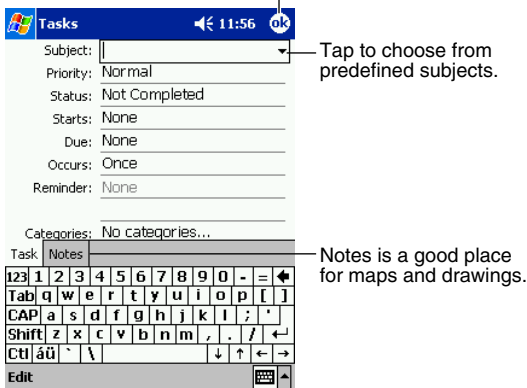 Tasks 11:56 ok
Subject:
Tap to choose from
predefined subjects.
Priority: Normal
Status: Not Completed
Starts: None
Due: None
Occurs: Once
Reminder: None
Categories: No categories...
Task Notes
Notes is a good place
for maps and drawings.
123 1 2 3 4 5 6 7 8 9 0 - =
Tab q w e r t y u i o p [ ]
CAP a s d f g h j k l ; '
Shift z x c v b n m , . /
Ctl áü ` \
Edit